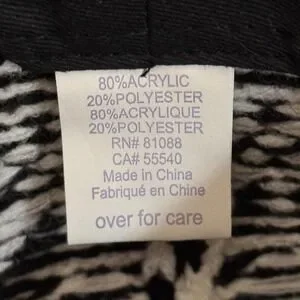 80%ACRYLIC
20%POLYESTER
80%ACRYLIQUE
20%POLYESTER
RN# 81088
CA# 55540
Made in China
Fabriqué en Chine
over for care